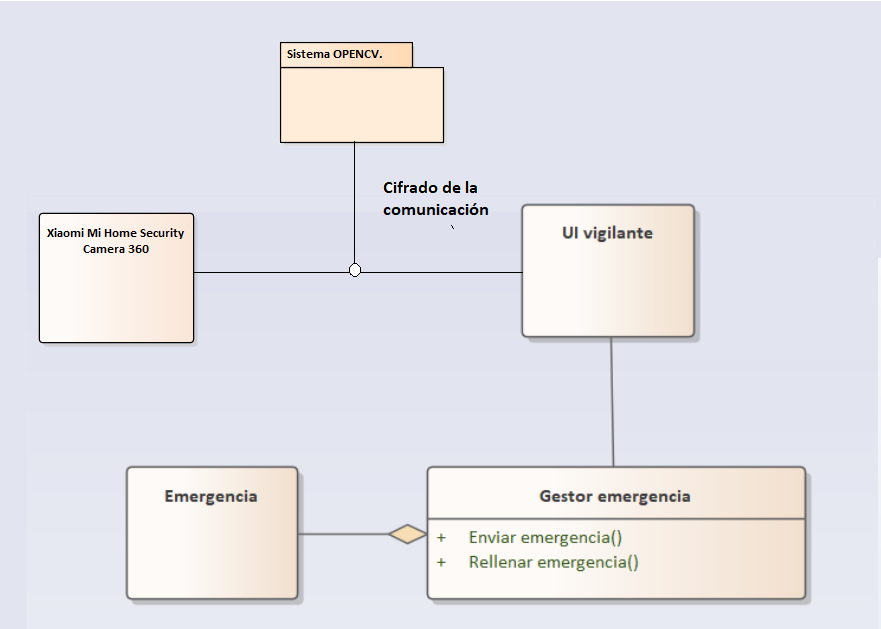 Sistema OPENCV.
Cifrado de la
comunicación
Xiaomi Mi Home Security
Camera 360
UI vigilante
Emergencia
Gestor emergencia
+ Enviar emergencia()
+ Rellenar emergencia()